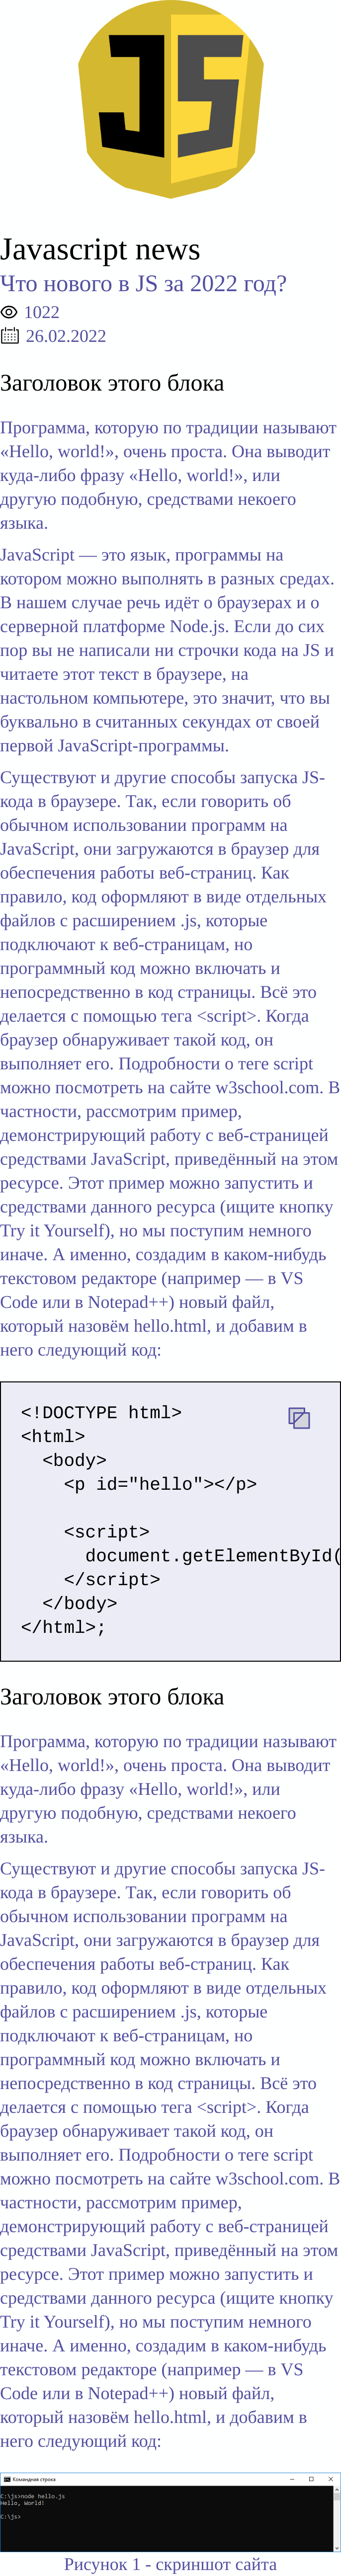 JS
Javascript news
Что нового в JS за 2022 год?
1022
26.02.2022
Заголовок этого блока
Программа, которую по традиции называют
«Hello, world!», очень проста. Она выводит
куда-либо фразу «Hello, world!», или
другую подобную, средствами некоего
языка.
JavaScript — это язык, программы на
котором можно выполнять в разных средах.
В нашем случае речь идёт о браузерах и о
серверной платформе Node.js. Если до сих
пор вы не написали ни строчки кода на JS и
читаете этот текст в браузере, на
настольном компьютере, это значит, что вы
буквально в считанных секундах от своей
первой JavaScript-программы.
Существуют и другие способы запуска JS-
кода в браузере. Так, если говорить об
обычном использовании программ на
JavaScript, они загружаются в браузер для
обеспечения работы веб-страниц. Как
правило, код оформляют в виде отдельных
файлов с расширением .js, которые
подключают к веб-страницам, но
программный код можно включать и
непосредственно в код страницы. Всё это
делается с помощью тега <script>. Когда
браузер обнаруживает такой код, он
выполняет его. Подробности о теге script
можно посмотреть на сайте w3school.com. В
частности, рассмотрим пример,
демонстрирующий работу с веб-страницей
средствами JavaScript, приведённый на этом
ресурсе. Этот пример можно запустить и
средствами данного ресурса (ищите кнопку
Try it Yourself), но мы поступим немного
иначе. А именно, создадим в каком-нибудь
текстовом редакторе (например — в VS
Code или в Notepad++) новый файл,
который назовём hello.html, и добавим в
него следующий код:
<!DOCTYPE html>
<html>
  <body>
    <p id="hello"></p>
    <script>
      document.getElementById(
    </script>
  </body>
</html>;
Заголовок этого блока
Программа, которую по традиции называют
«Hello, world!», очень проста. Она выводит
куда-либо фразу «Hello, world!», или
другую подобную, средствами некоего
языка.
Существуют и другие способы запуска JS-
кода в браузере. Так, если говорить об
обычном использовании программ на
JavaScript, они загружаются в браузер для
обеспечения работы веб-страниц. Как
правило, код оформляют в виде отдельных
файлов с расширением .js, которые
подключают к веб-страницам, но
программный код можно включать и
непосредственно в код страницы. Всё это
делается с помощью тега <script>. Когда
браузер обнаруживает такой код, он
выполняет его. Подробности о теге script
можно посмотреть на сайте w3school.com. В
частности, рассмотрим пример,
демонстрирующий работу с веб-страницей
средствами JavaScript, приведённый на этом
ресурсе. Этот пример можно запустить и
средствами данного ресурса (ищите кнопку
Try it Yourself), но мы поступим немного
иначе. А именно, создадим в каком-нибудь
текстовом редакторе (например — в VS
Code или в Notepad++) новый файл,
который назовём hello.html, и добавим в
него следующий код:
Командная строка
C:\js>node hello.js
Hello, World!
C:\js>
Рисунок 1 - скриншот сайта